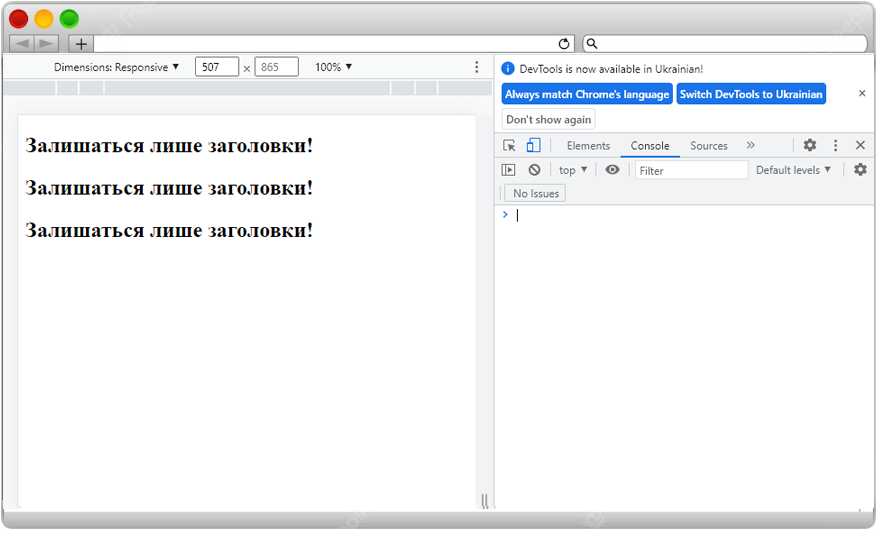 Dimensions: Responsive ▼ 507 × 865 100% ▼
Залишаться лише заголовки!
Залишаться лише заголовки!
Залишаться лише заголовки!
DevTools is now available in Ukrainian!
Always match Chrome's language Switch DevTools to Ukrainian
Don't show again
Elements Console Sources »
top ▼ Filter Default levels ▼
No Issues